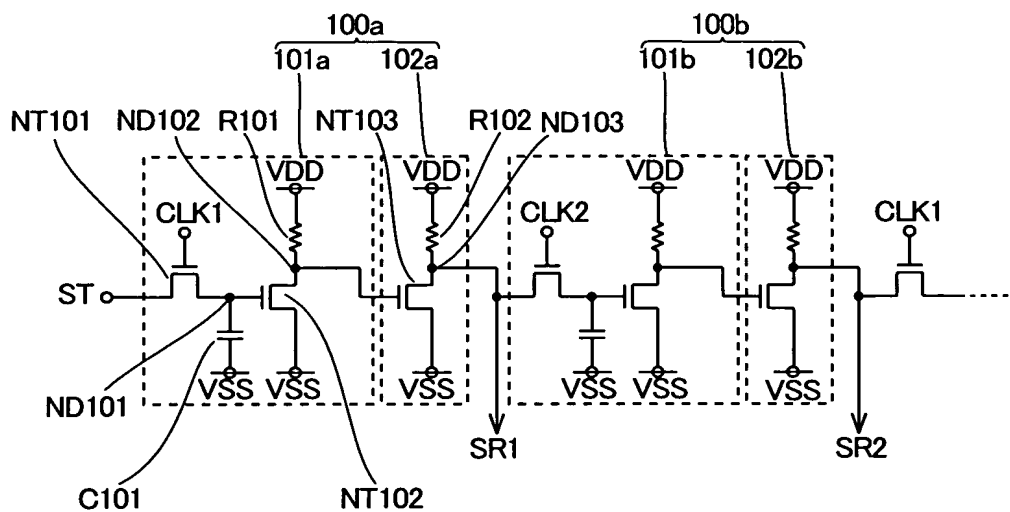 100a 100b
101a 102a 101b 102b
NT101 ND102 R101 NT103 R102 ND103
VDD VDD VDD VDD
CLK1 CLK2 CLK1
ST
VSS VSS VSS VSS VSS VSS
ND101
SR1 SR2
C101 NT102